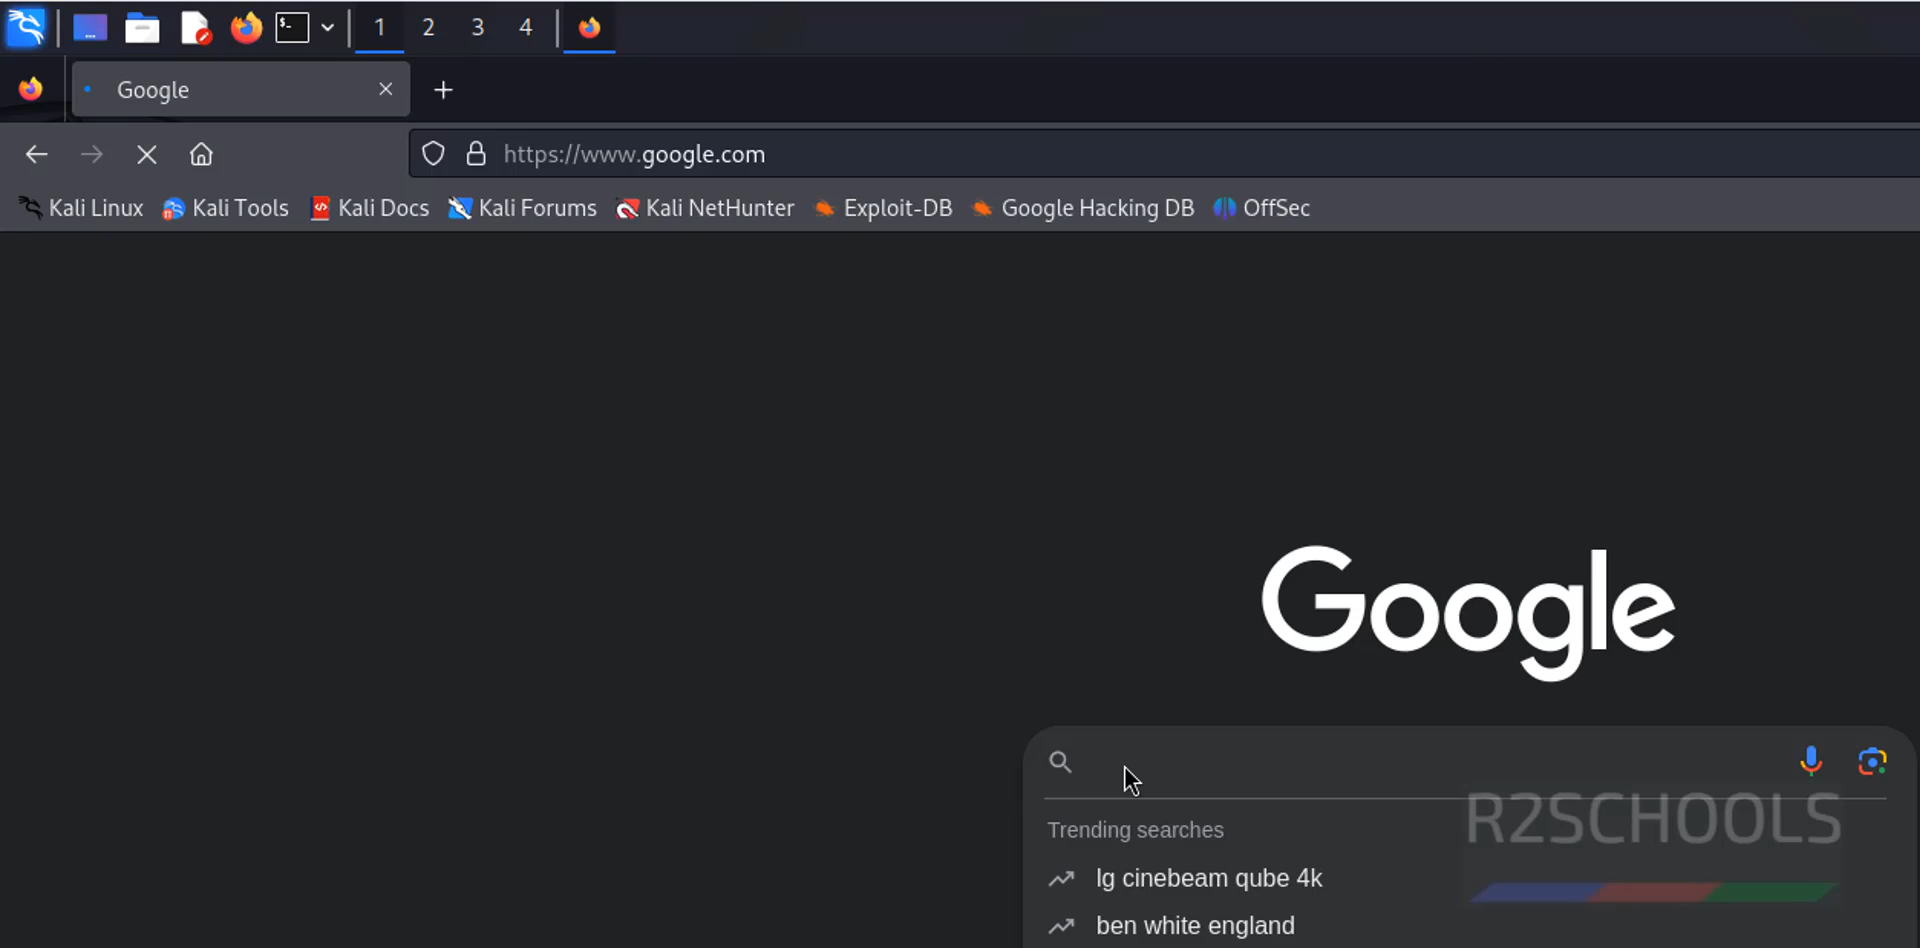 $-
1 2 3 4
Google
https://www.google.com
Kali Linux Kali Tools Kali Docs Kali Forums Kali NetHunter Exploit-DB Google Hacking DB OffSec
Google
Trending searches
R2SCHOOLS
lg cinebeam qube 4k
ben white england